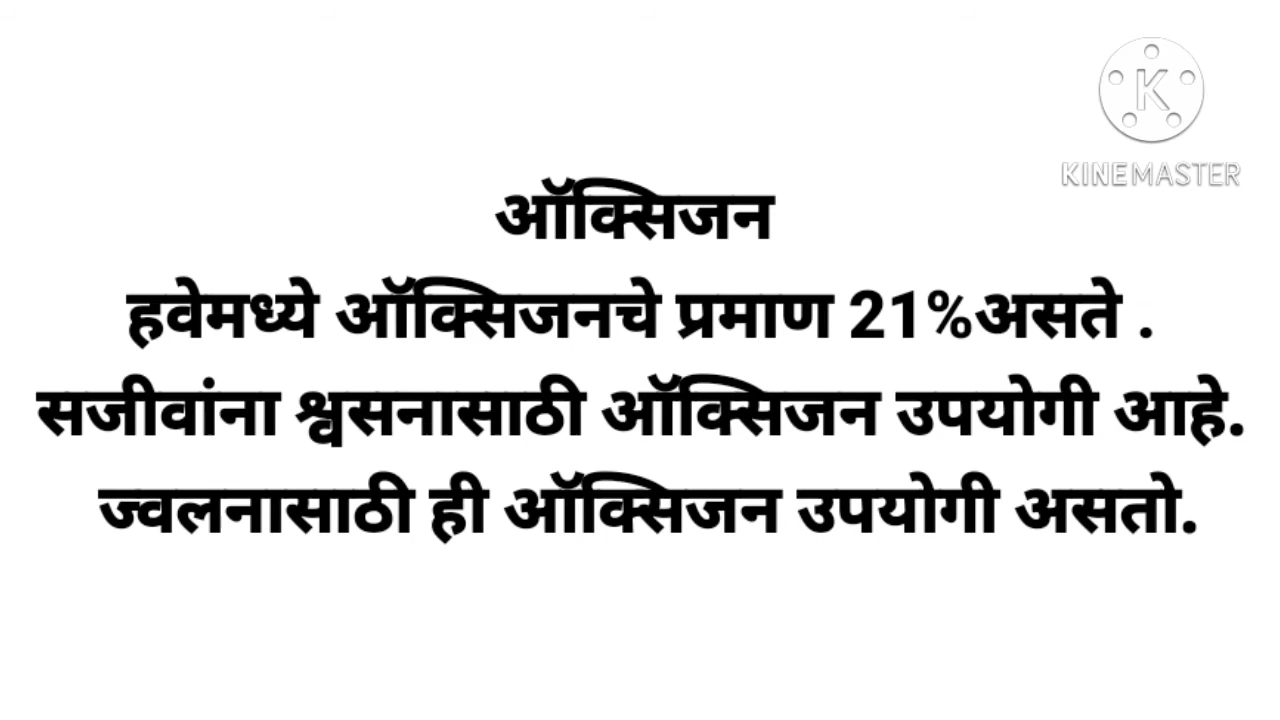 K
KINEMASTER
ऑक्सिजन
हवेमध्ये ऑक्सिजनचे प्रमाण 21%असते .
सजीवांना श्वसनासाठी ऑक्सिजन उपयोगी आहे.
ज्वलनासाठी ही ऑक्सिजन उपयोगी असतो.